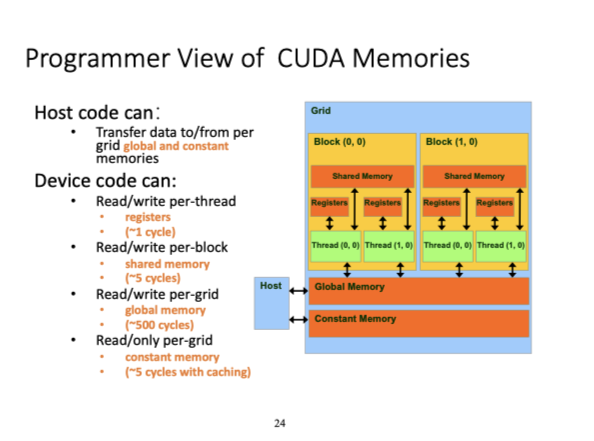 Programmer View of CUDA Memories
Host code can:
• Transfer data to/from per
grid global and constant
memories
Device code can:
• Read/write per-thread
• registers
• (~1 cycle)
• Read/write per-block
• shared memory
• (~5 cycles)
• Read/write per-grid
• global memory
• (~500 cycles)
• Read/only per-grid
• constant memory
• (~5 cycles with caching)
Grid
Block (0, 0)
Block (1, 0)
Shared Memory
Shared Memory
Registers
Registers
Registers
Registers
Thread (0, 0)
Thread (1, 0)
Thread (0, 0)
Thread (1, 0)
Host
Global Memory
Constant Memory
24